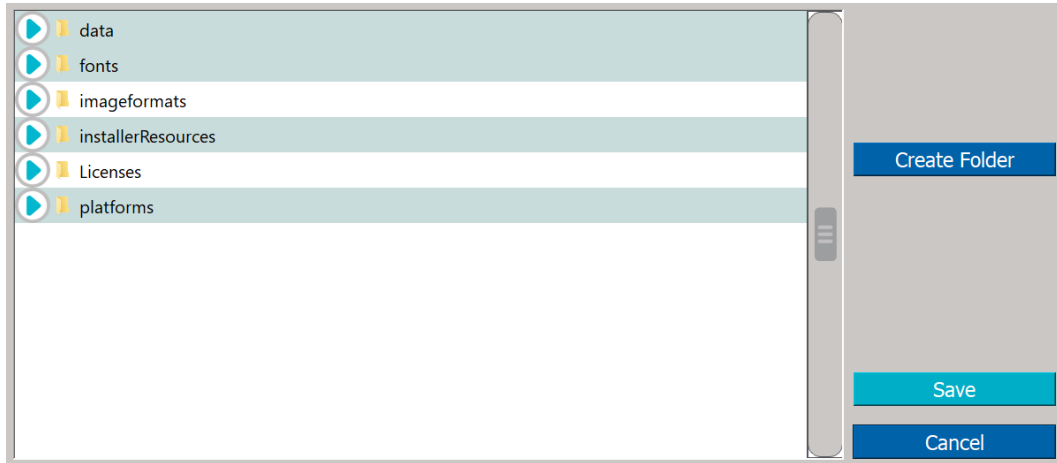 data
fonts
imageformats
installerResources
Create Folder
Licenses
platforms
Save
Cancel